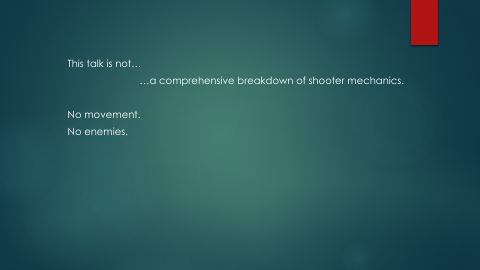 This talk is not…
…a comprehensive breakdown of shooter mechanics.
No movement.
No enemies.